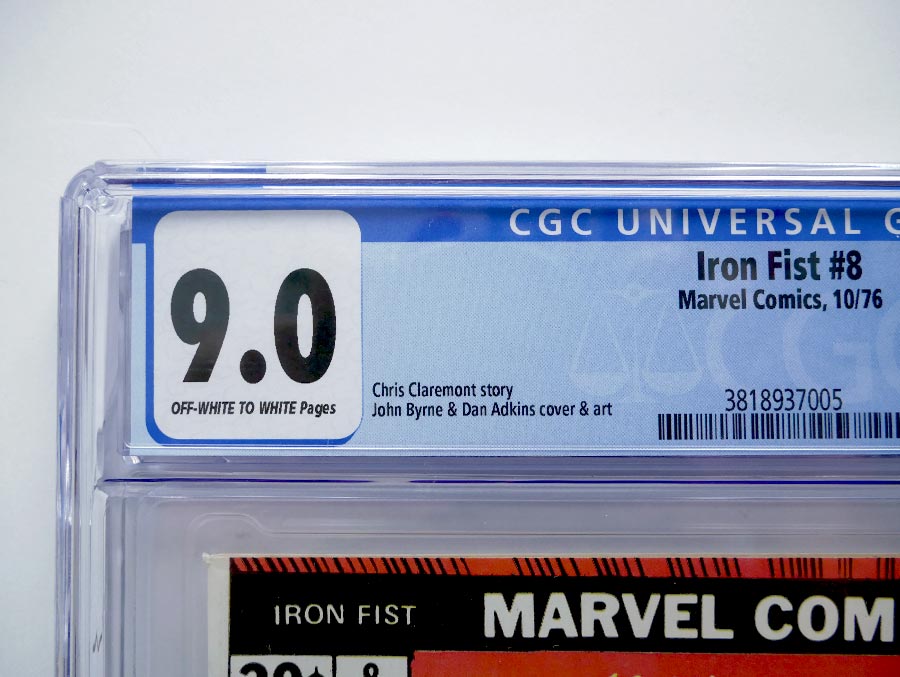 CGC UNIVERSAL
Iron Fist #8
Marvel Comics, 10/76
9.0
OFF-WHITE TO WHITE Pages
Chris Claremont story
John Byrne & Dan Adkins cover & art
3818937005
IRON FIST
MARVEL COM